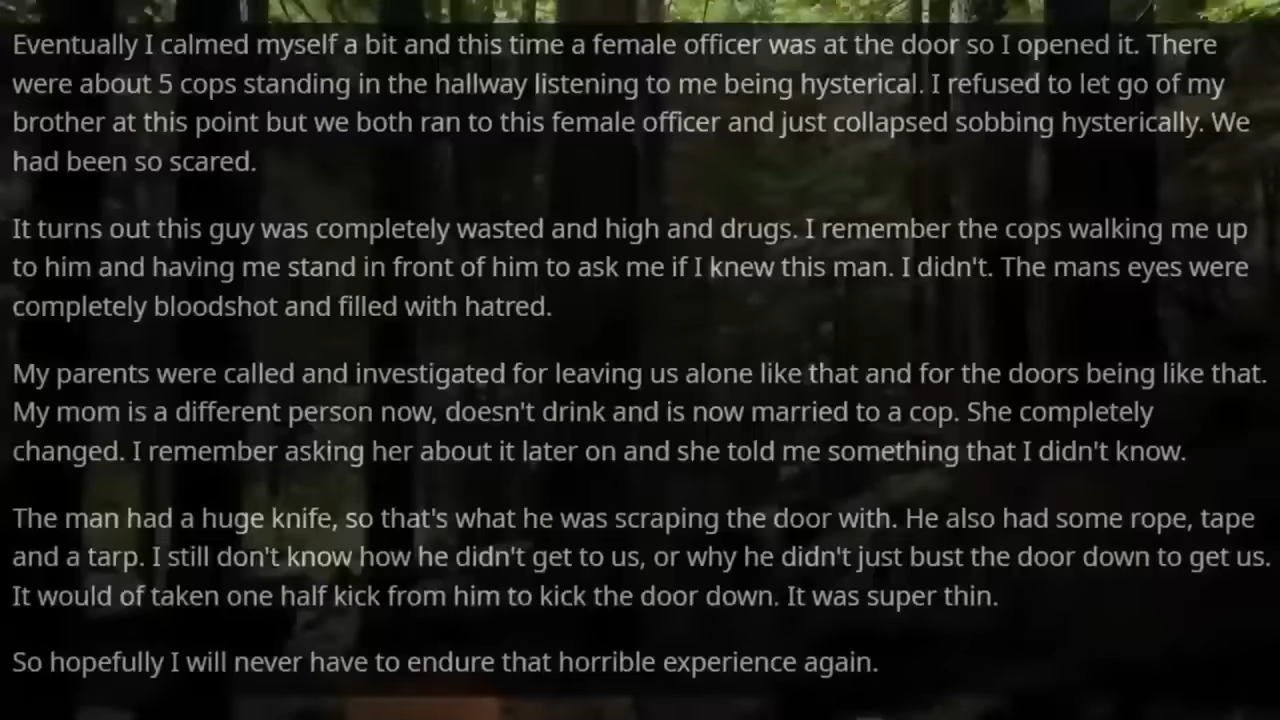 Eventually I calmed myself a bit and this time a female officer was at the door so I opened it. There
were about 5 cops standing in the hallway listening to me being hysterical. I refused to let go of my
brother at this point but we both ran to this female officer and just collapsed sobbing hysterically. We
had been so scared.
It turns out this guy was completely wasted and high and drugs. I remember the cops walking me up
to him and having me stand in front of him to ask me if I knew this man. I didn't. The mans eyes were
completely bloodshot and filled with hatred.
My parents were called and investigated for leaving us alone like that and for the doors being like that.
My mom is a different person now, doesn't drink and is now married to a cop. She completely
changed. I remember asking her about it later on and she told me something that I didn't know.
The man had a huge knife, so that's what he was scraping the door with. He also had some rope, tape
and a tarp. I still don't know how he didn't get to us, or why he didn't just bust the door down to get us.
It would of taken one half kick from him to kick the door down. It was super thin.
So hopefully I will never have to endure that horrible experience again.